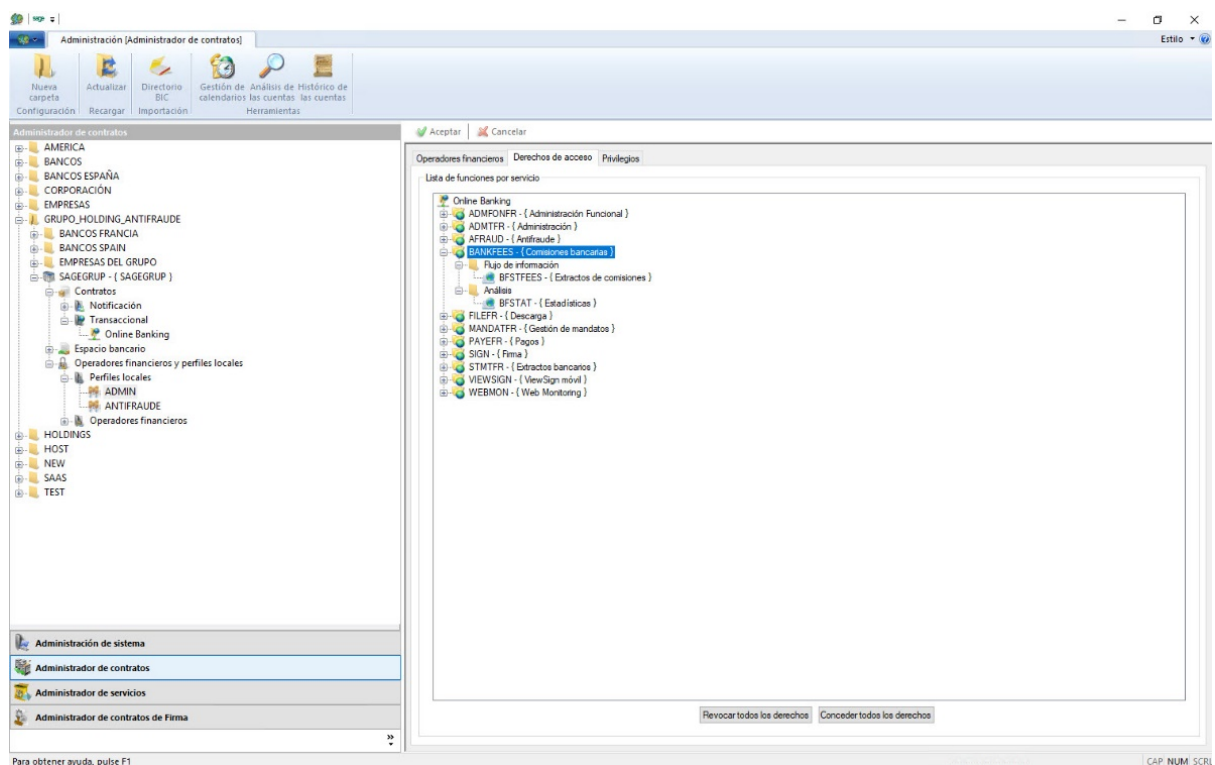 sage
Administración [Administrador de contratos]
Estilo
Nueva carpeta
Actualizar
Directorio BIC
Gestión de calendarios
Análisis de las cuentas
Histórico de las cuentas
Configuración
Recargar
Importación
Herramientas
Administrador de contratos
Aceptar
Cancelar
AMERICA
BANCOS
BANCOS ESPAÑA
CORPORACIÓN
EMPRESAS
GRUPO_HOLDING_ANTIFRAUDE
BANCOS FRANCIA
BANCOS SPAIN
EMPRESAS DEL GRUPO
SAGEGRUP - { SAGEGRUP }
Contratos
Notificación
Transaccional
Online Banking
Espacio bancario
Operadores financieros y perfiles locales
Perfiles locales
ADMIN
ANTIFRAUDE
Operadores financieros
HOLDINGS
HOST
NEW
SAAS
TEST
Operadores financieros
Derechos de acceso
Privilegios
Lista de funciones por servicio
Online Banking
ADMFONFR - { Administración Funcional }
ADMTFR - { Administración }
AFRAUD - { Antifraude }
BANKFEES - { Comisiones bancarias }
Flujo de información
BFSTFEES - { Extractos de comisiones }
Análisis
BFSTAT - { Estadísticas }
FILEFR - { Descarga }
MANDATFR - { Gestión de mandatos }
PAYEFR - { Pagos }
SIGN - { Firma }
STMTFR - { Extractos bancarios }
VIEWSIGN - { ViewSign móvil }
WEBMON - { Web Monitoring }
Revocar todos los derechos
Conceder todos los derechos
Administración de sistema
Administrador de contratos
Administrador de servicios
Administrador de contratos de Firma
Para obtener ayuda, pulse F1
CAP NUM SCRL